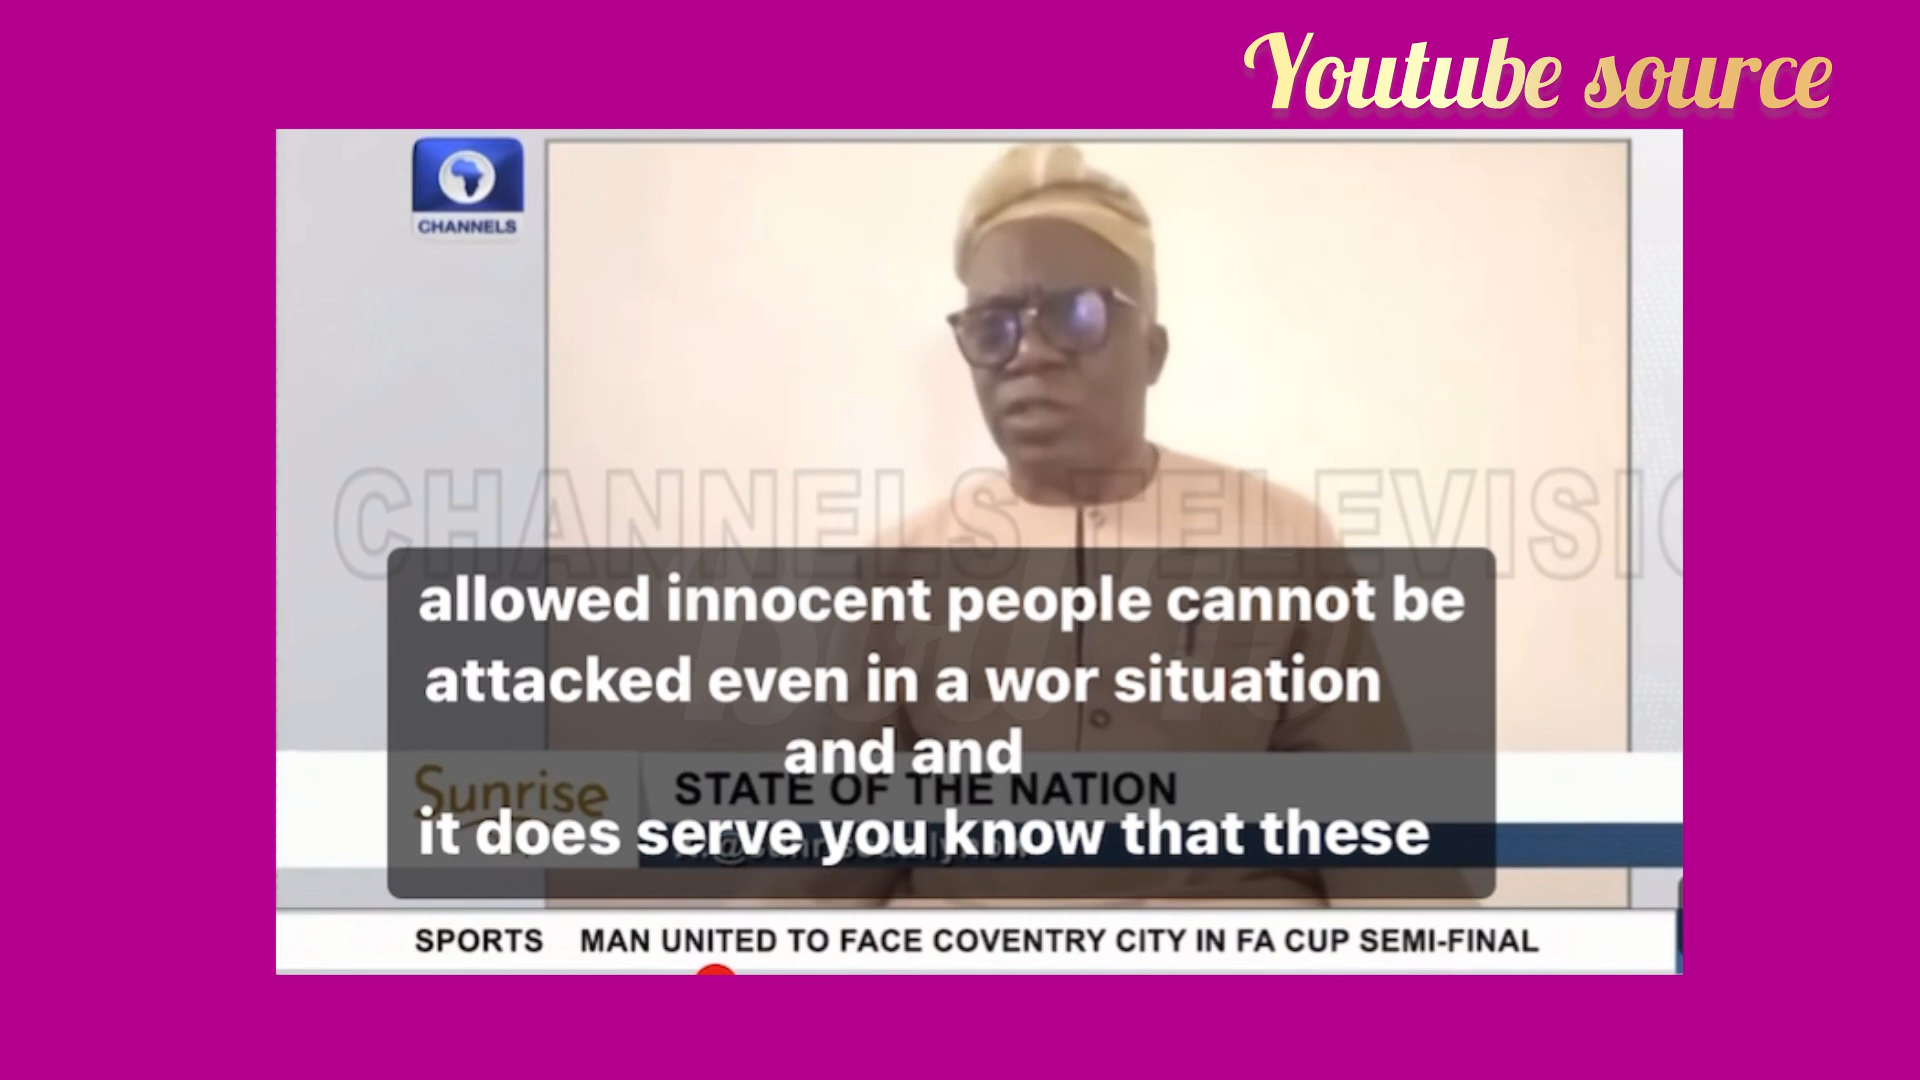 Youtube source
CHANNELS
CHANNELS TELEVISIO
allowed innocent people cannot be
attacked even in a wor situation
and and
it does serve you know that these
Sunrise
STATE OF THE NATION
SPORTS MAN UNITED TO FACE COVENTRY CITY IN FA CUP SEMI-FINAL